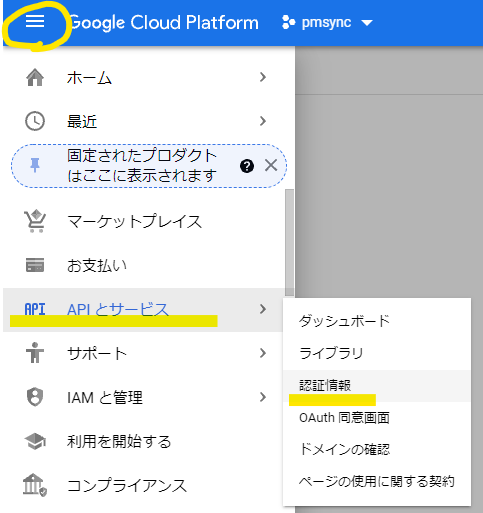 Google Cloud Platform
pmsync
ホーム
最近
固定されたプロダクト
はここに表示されます
?
マーケットプレイス
お支払い
API
API とサービス
サポート
IAM と管理
利用を開始する
コンプライアンス
ダッシュボード
ライブラリ
認証情報
OAuth 同意画面
ドメインの確認
ページの使用に関する契約